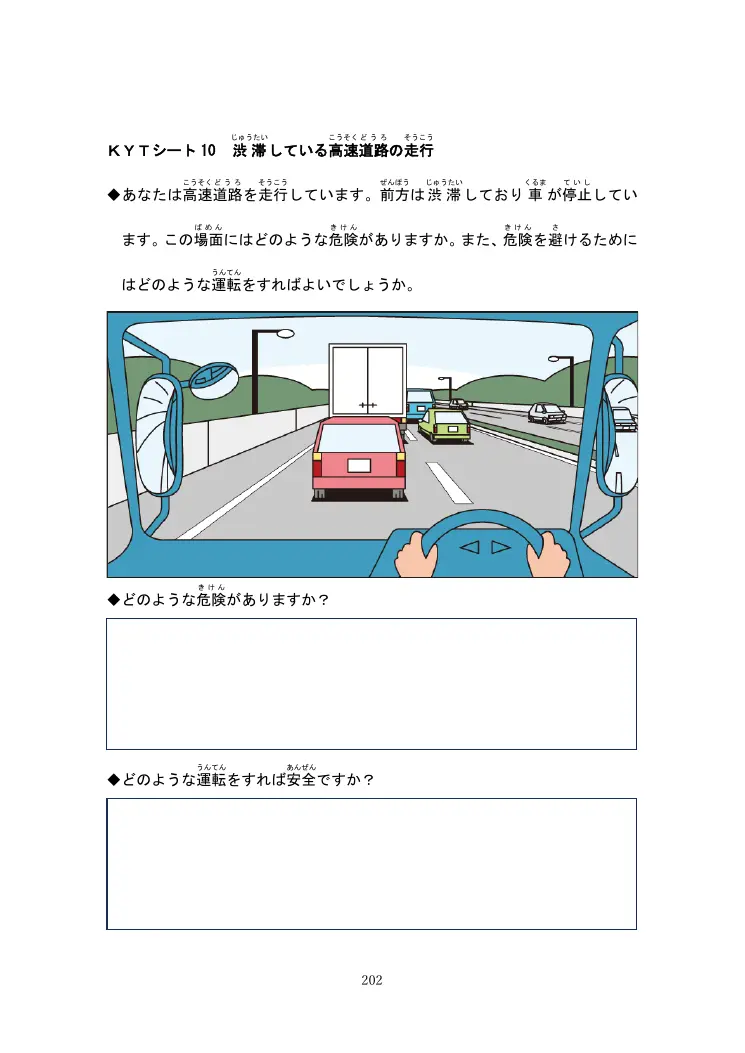 じゅうたい こうそくどうろ そうこう
ＫＹＴシート10 渋滞している高速道路の走行
こうそくどうろ そうこう ぜんぽう じゅうたい くるま ていし
◆あなたは高速道路を走行しています。前方は渋滞しており車が停止してい
ばめん きけん きけん さ
ます。この場面にはどのような危険がありますか。また、危険を避けるために
うんてん
はどのような運転をすればよいでしょうか。
きけん
◆どのような危険がありますか？
うんてん あんぜん
◆どのような運転をすれば安全ですか？
202